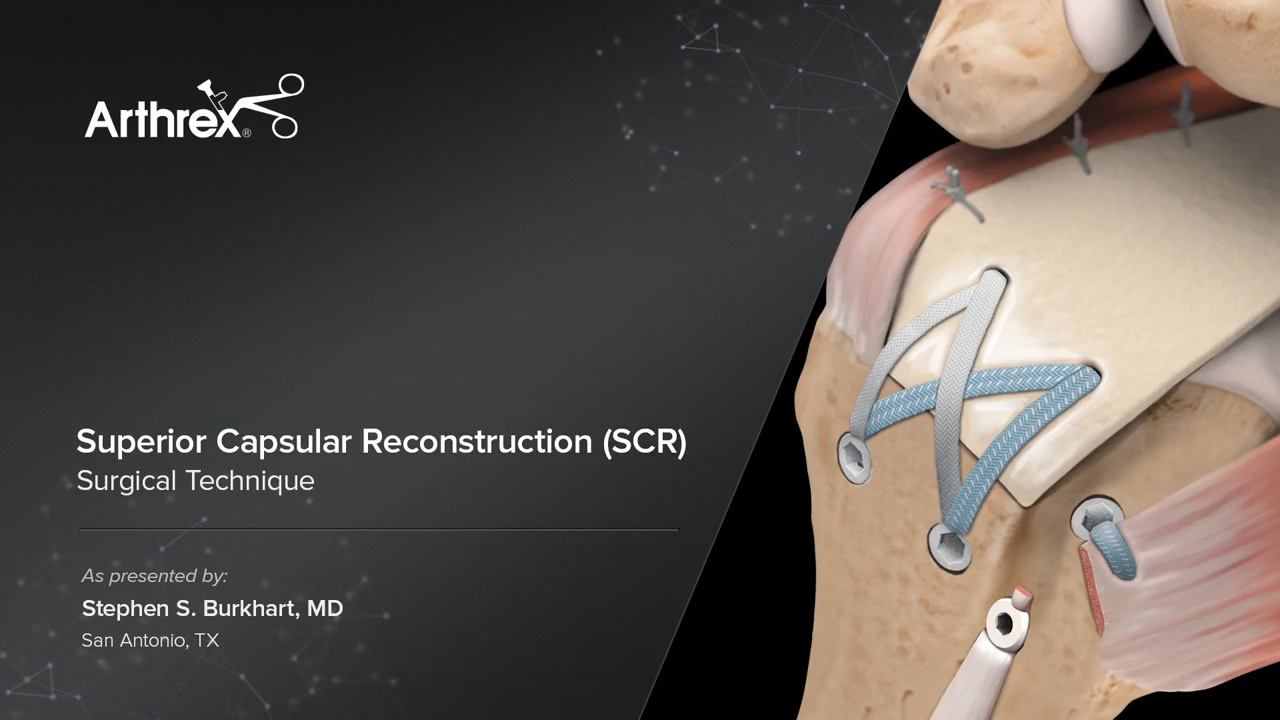 Arthrex®
Superior Capsular Reconstruction (SCR)
Surgical Technique
As presented by:
Stephen S. Burkhart, MD
San Antonio, TX